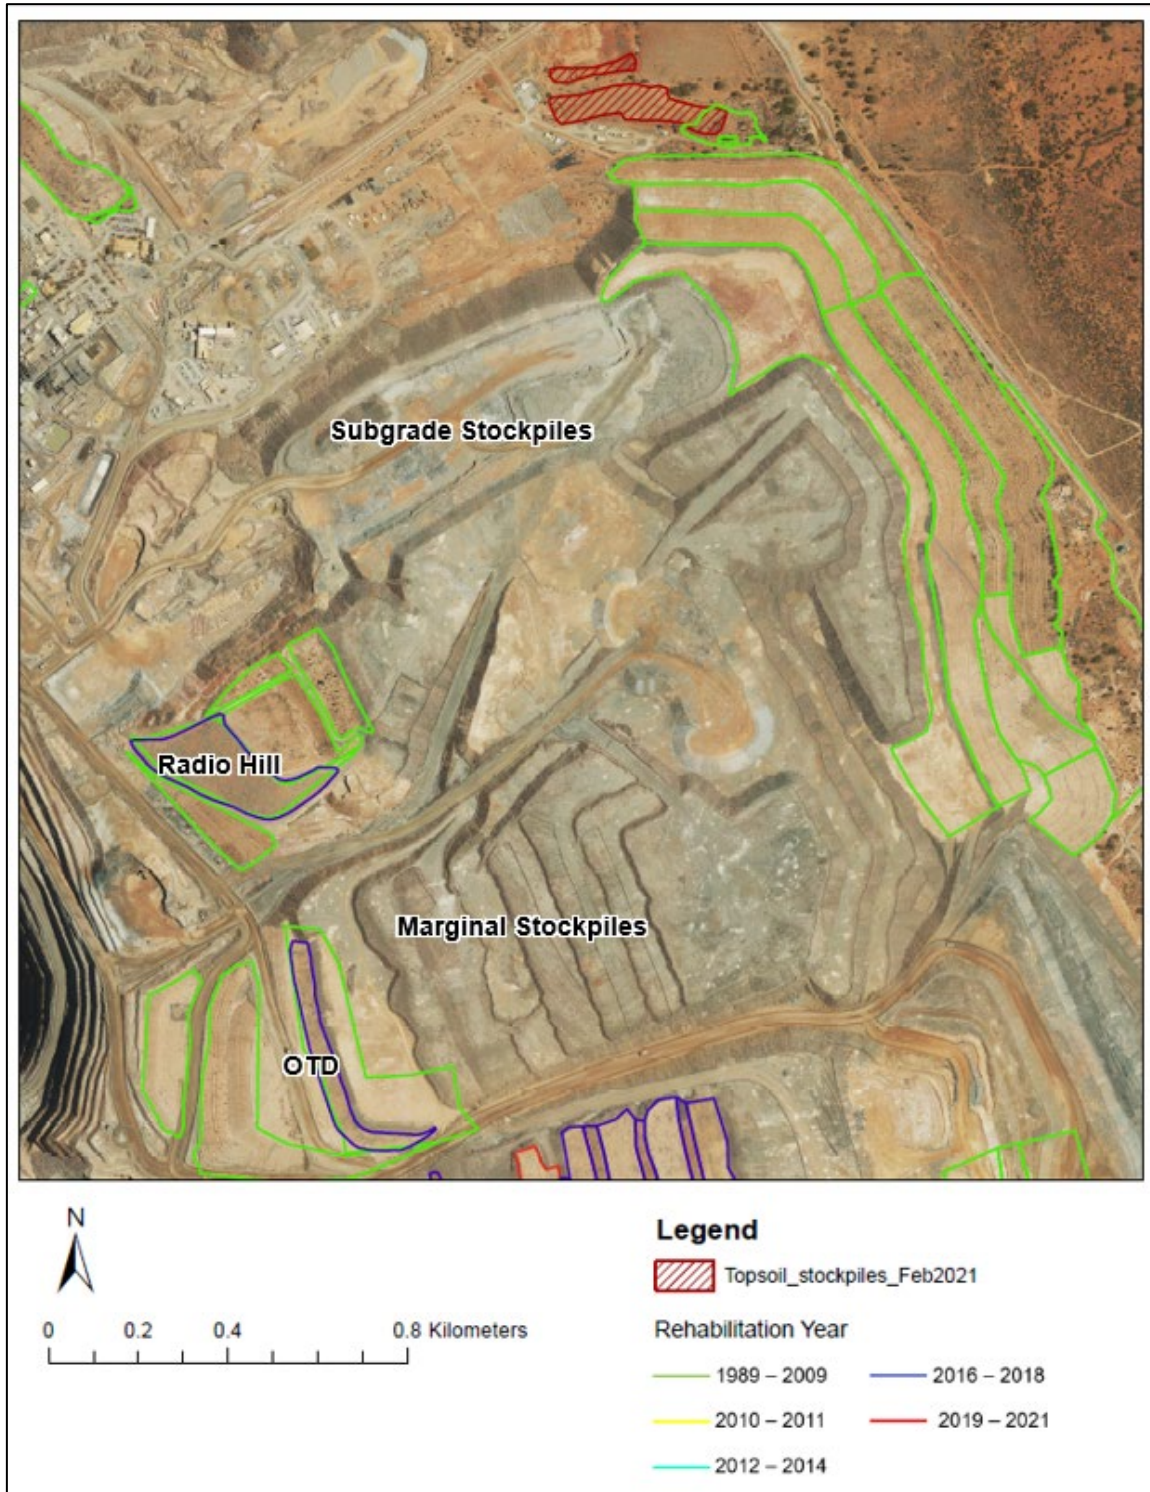 Subgrade Stockpiles
Radio Hill
Marginal Stockpiles
OTD
N
0 0.2 0.4 0.8 Kilometers
Legend
Topsoil_stockpiles_Feb2021
Rehabilitation Year
1989 – 2009
2016 – 2018
2010 – 2011
2019 – 2021
2012 – 2014